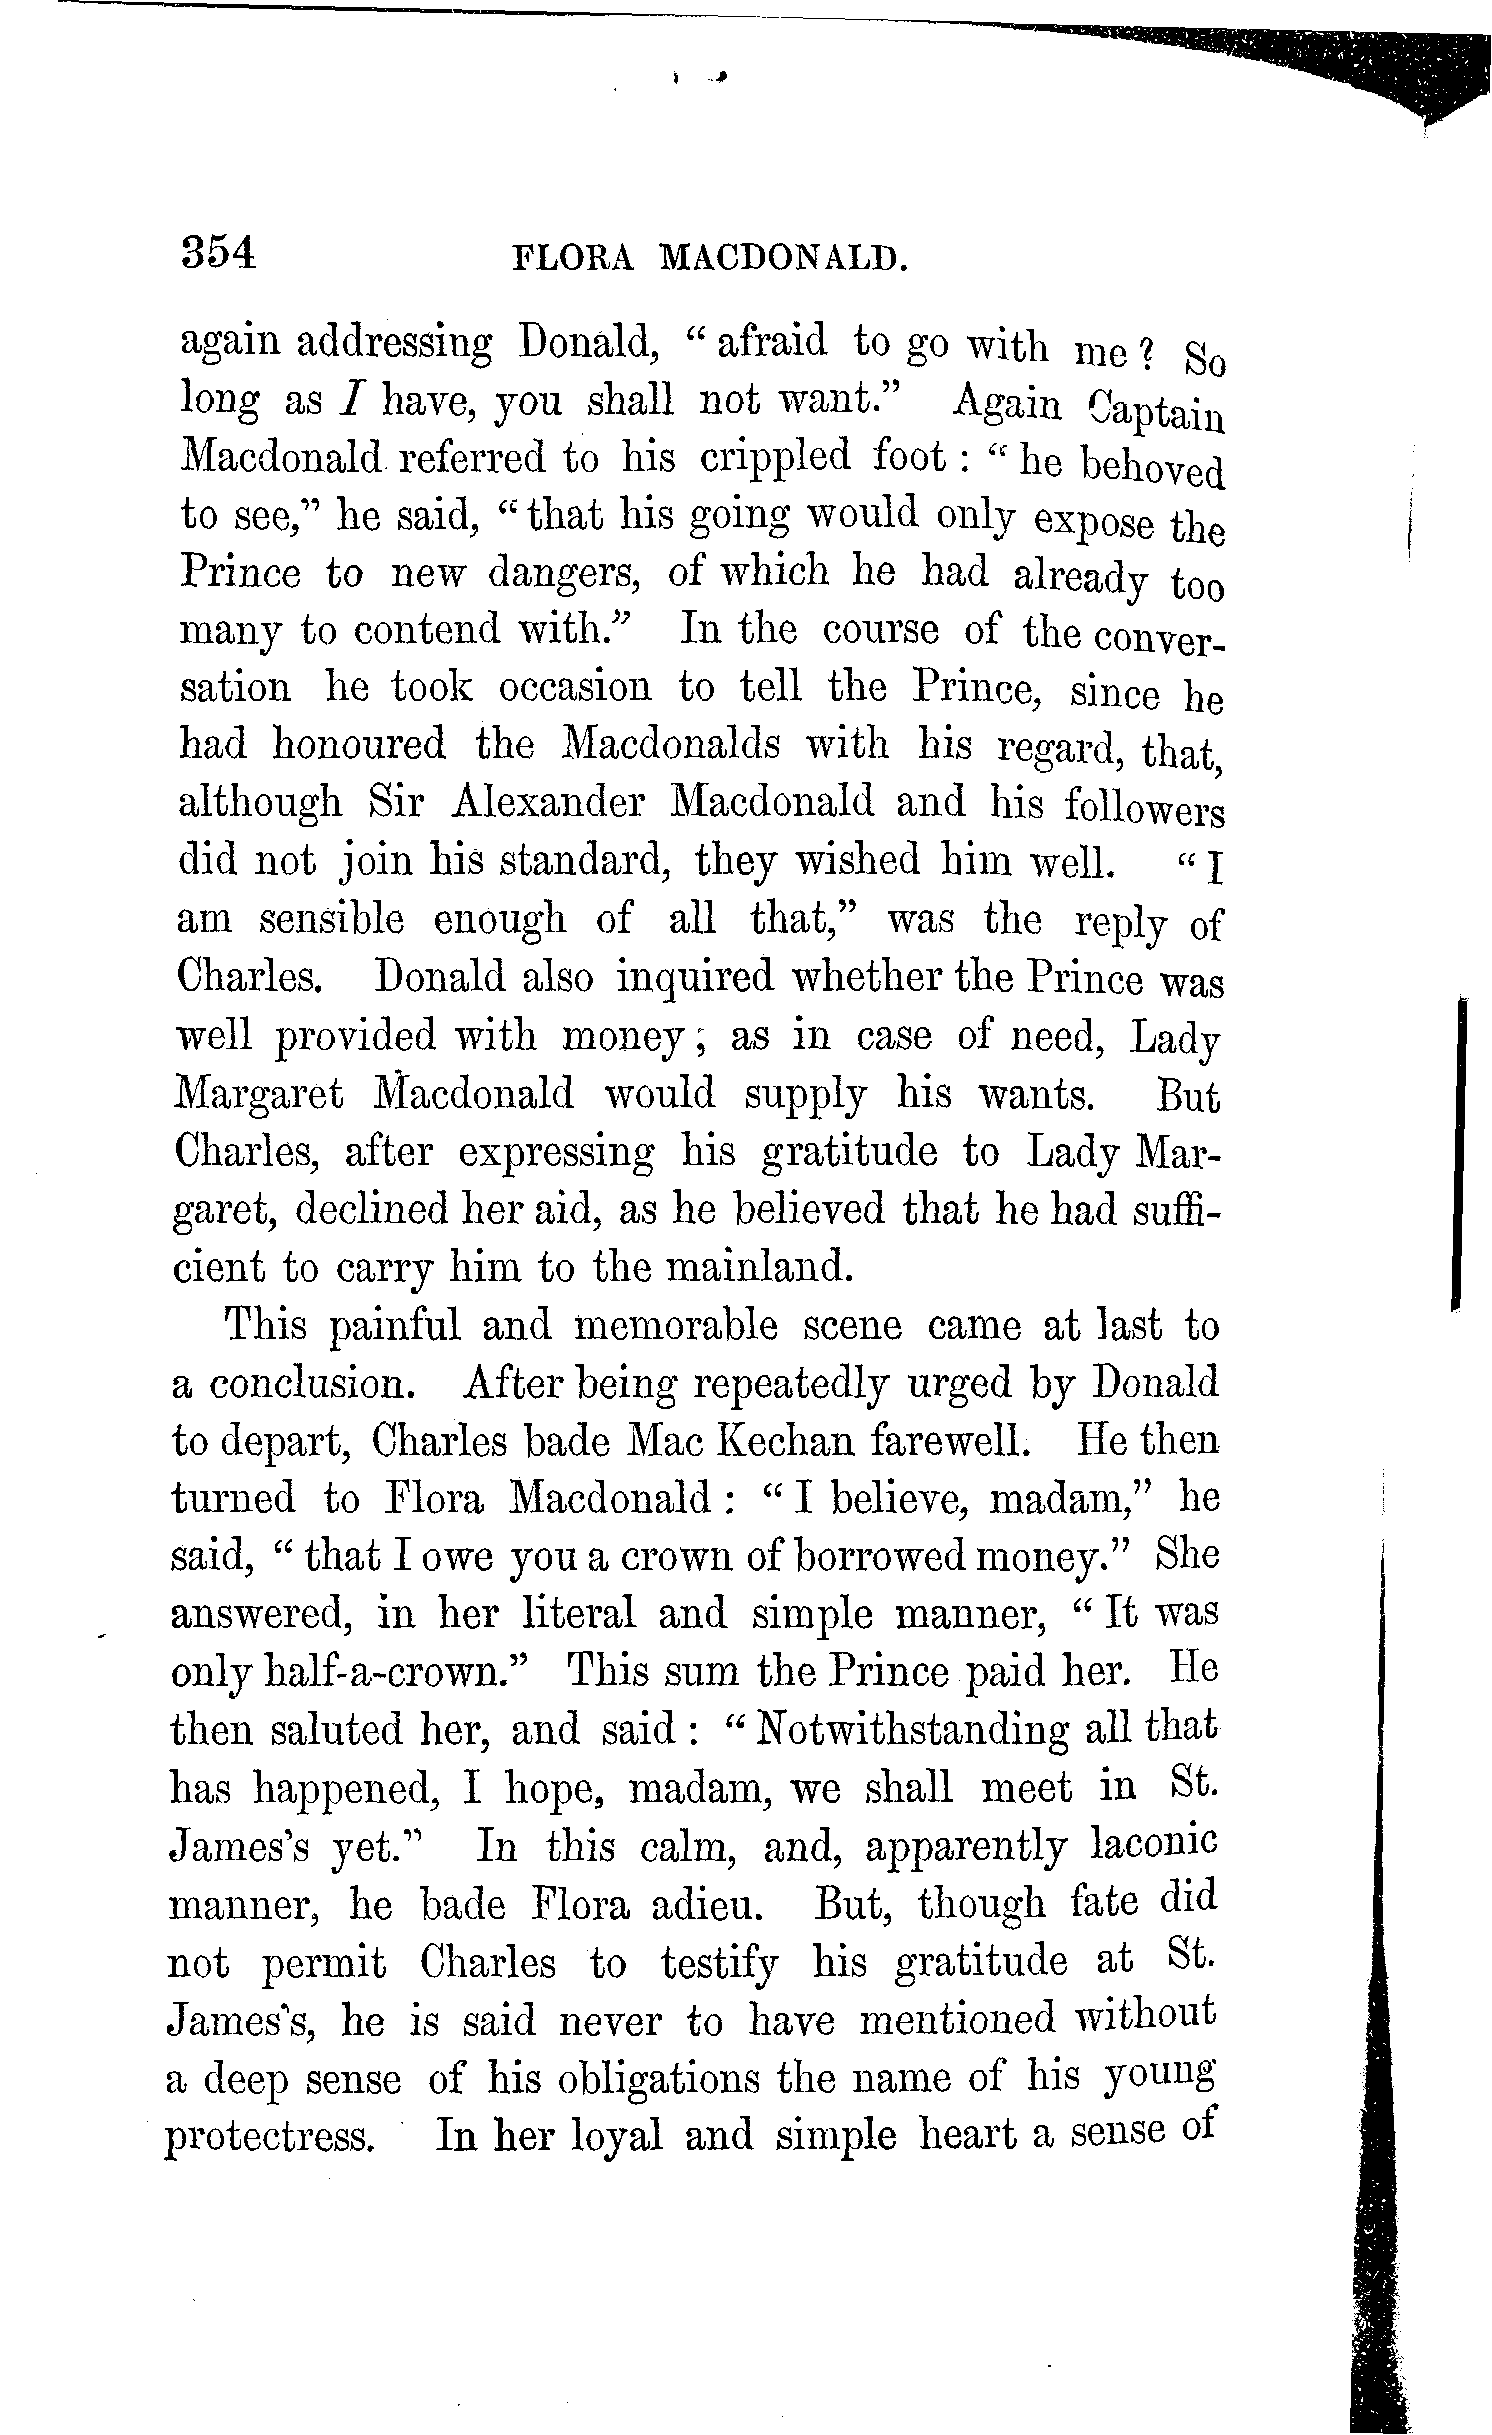 354 FLORA MACDONALD.
again addressing Donald, “afraid to go with me? So
long as I have, you shall not want.” Again Captain
Macdonald referred to his crippled foot: “he behoved
to see,” he said, “that his going would only expose the
Prince to new dangers, of which he had already too
many to contend with.” In the course of the conver-
sation he took occasion to tell the Prince, since he
had honoured the Macdonalds with his regard, that,
although Sir Alexander Macdonald and his followers
did not join his standard, they wished him well. “I
am sensible enough of all that,” was the reply of
Charles. Donald also inquired whether the Prince was
well provided with money; as in case of need, Lady
Margaret Macdonald would supply his wants. But
Charles, after expressing his gratitude to Lady Mar-
garet, declined her aid, as he believed that he had suffi-
cient to carry him to the mainland.
This painful and memorable scene came at last to
a conclusion. After being repeatedly urged by Donald
to depart, Charles bade Mac Kechan farewell. He then
turned to Flora Macdonald: “I believe, madam,” he
said, “that I owe you a crown of borrowed money.” She
answered, in her literal and simple manner, “It was
only half-a-crown.” This sum the Prince paid her. He
then saluted her, and said: “Notwithstanding all that
has happened, I hope, madam, we shall meet in St.
James's yet.” In this calm, and, apparently laconic
manner, he bade Flora adieu. But, though fate did
not permit Charles to testify his gratitude at St.
James's, he is said never to have mentioned without
a deep sense of his obligations the name of his young
protectress. In her loyal and simple heart a sense of